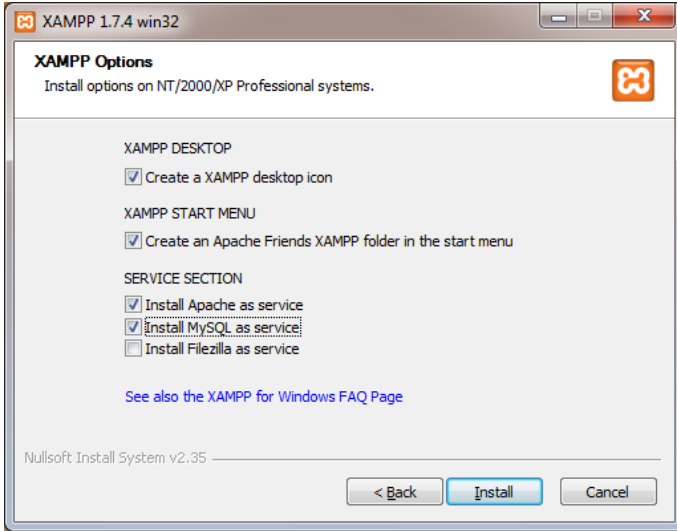 XAMPP 1.7.4 win32
XAMPP Options
Install options on NT/2000/XP Professional systems.
XAMPP DESKTOP
Create a XAMPP desktop icon
XAMPP START MENU
Create an Apache Friends XAMPP folder in the start menu
SERVICE SECTION
Install Apache as service
Install MySQL as service
Install Filezilla as service
See also the XAMPP for Windows FAQ Page
Nullsoft Install System v2.35
< Back Install Cancel